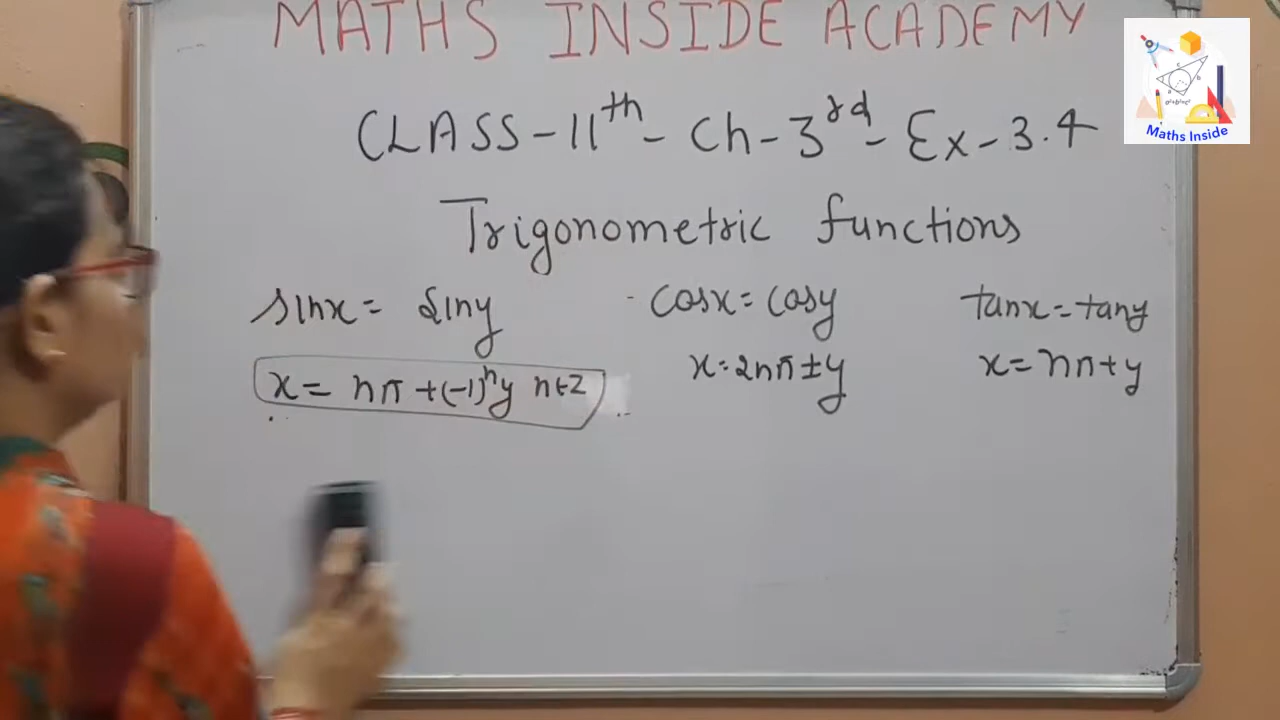 MATHS INSIDE ACADEMY
Maths Inside
CLASS-11th - Ch-3rd - Ex-3.4
Trigonometric functions
sinx = siny
cosx = cosy
tanx = tany
x = nπ + (-1)ⁿy n∈Z
x = 2nπ ± y
x = nπ + y